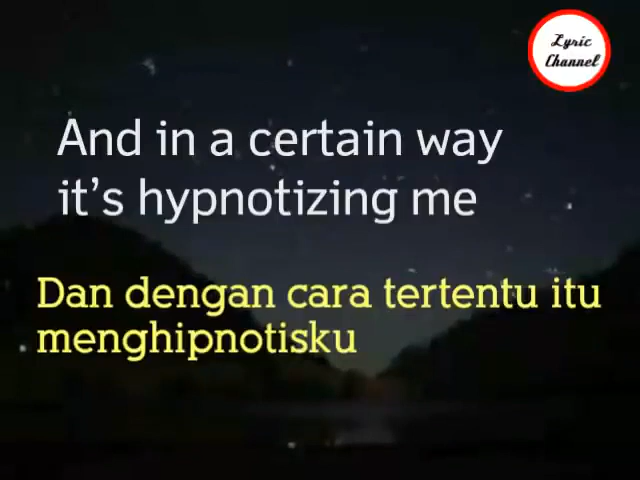 Lyric
Channel
And in a certain way
it's hypnotizing me
Dan dengan cara tertentu itu
menghipnotisku